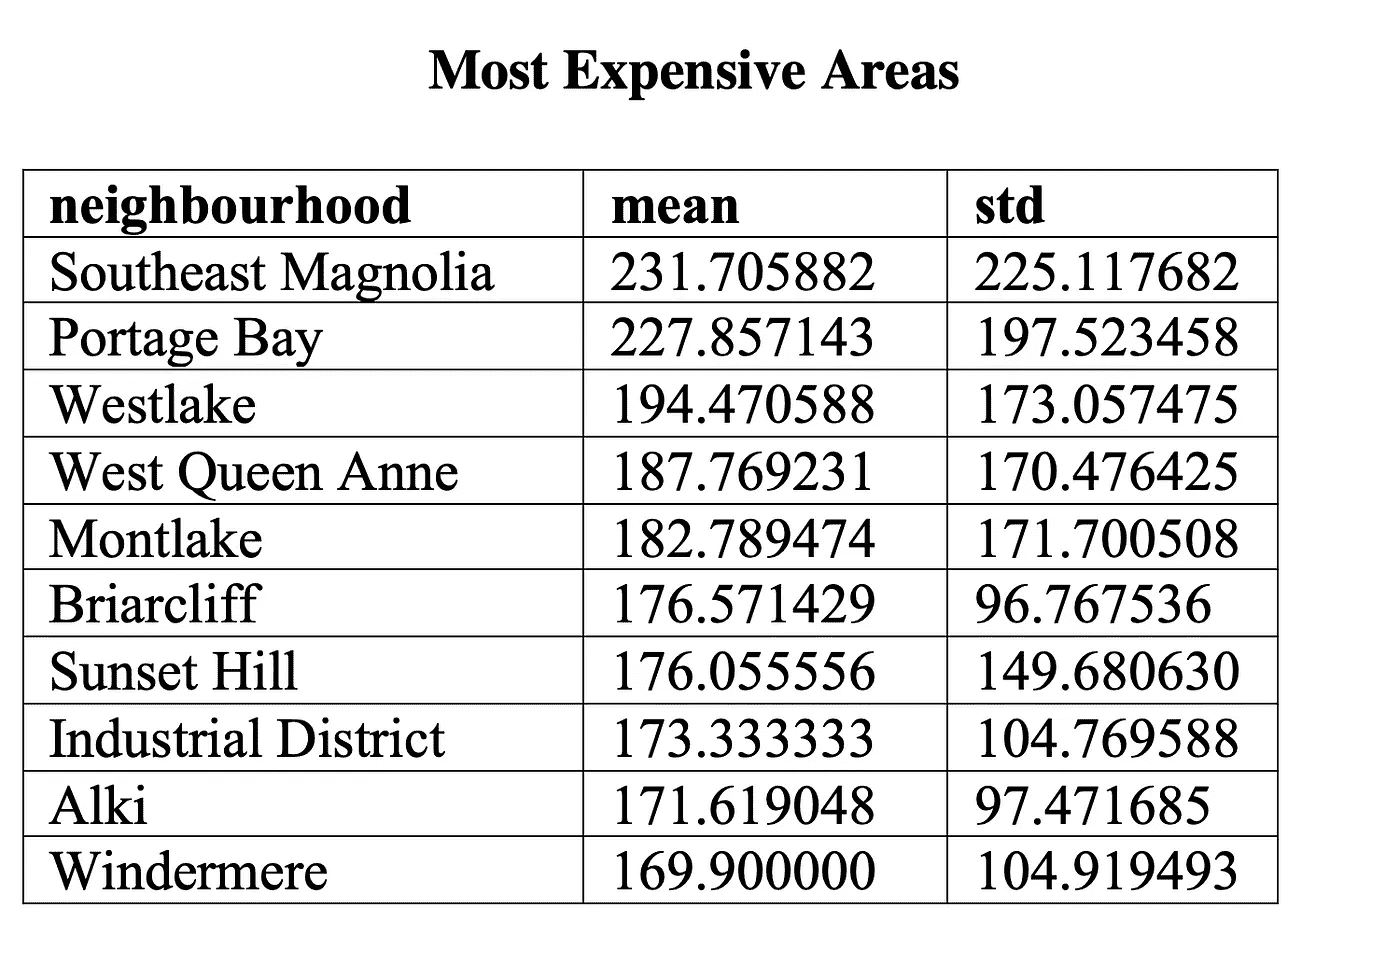 Most Expensive Areas
neighbourhood mean std
Southeast Magnolia 231.705882 225.117682
Portage Bay 227.857143 197.523458
Westlake 194.470588 173.057475
West Queen Anne 187.769231 170.476425
Montlake 182.789474 171.700508
Briarcliff 176.571429 96.767536
Sunset Hill 176.055556 149.680630
Industrial District 173.333333 104.769588
Alki 171.619048 97.471685
Windermere 169.900000 104.919493